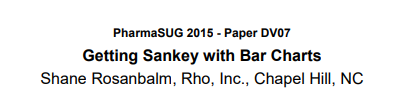 PharmaSUG 2015 - Paper DV07
Getting Sankey with Bar Charts
Shane Rosanbalm, Rho, Inc., Chapel Hill, NC